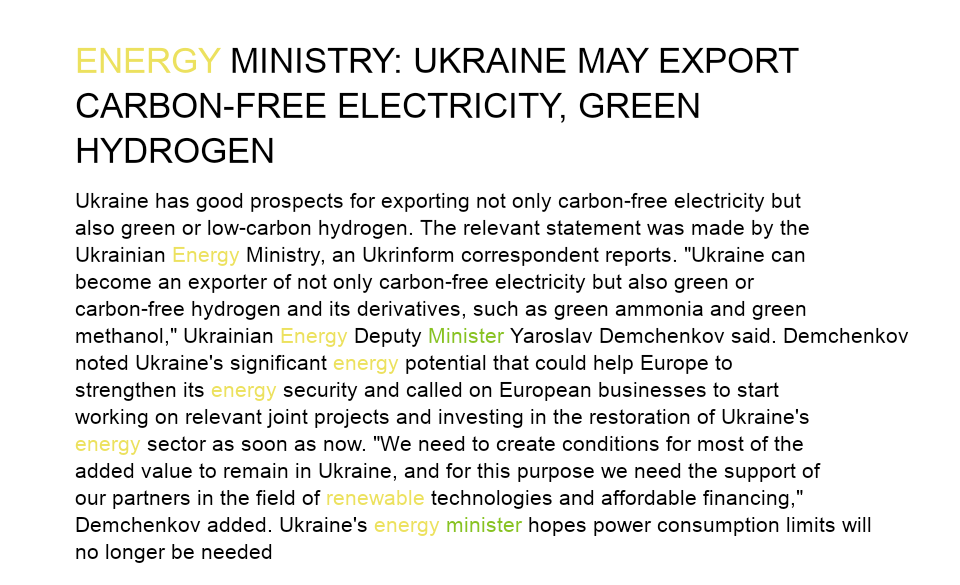 ENERGY MINISTRY: UKRAINE MAY EXPORT
CARBON-FREE ELECTRICITY, GREEN
HYDROGEN
Ukraine has good prospects for exporting not only carbon-free electricity but
also green or low-carbon hydrogen. The relevant statement was made by the
Ukrainian Energy Ministry, an Ukrinform correspondent reports. "Ukraine can
become an exporter of not only carbon-free electricity but also green or
carbon-free hydrogen and its derivatives, such as green ammonia and green
methanol," Ukrainian Energy Deputy Minister Yaroslav Demchenkov said. Demchenkov
noted Ukraine's significant energy potential that could help Europe to
strengthen its energy security and called on European businesses to start
working on relevant joint projects and investing in the restoration of Ukraine's
energy sector as soon as now. "We need to create conditions for most of the
added value to remain in Ukraine, and for this purpose we need the support of
our partners in the field of renewable technologies and affordable financing,"
Demchenkov added. Ukraine's energy minister hopes power consumption limits will
no longer be needed